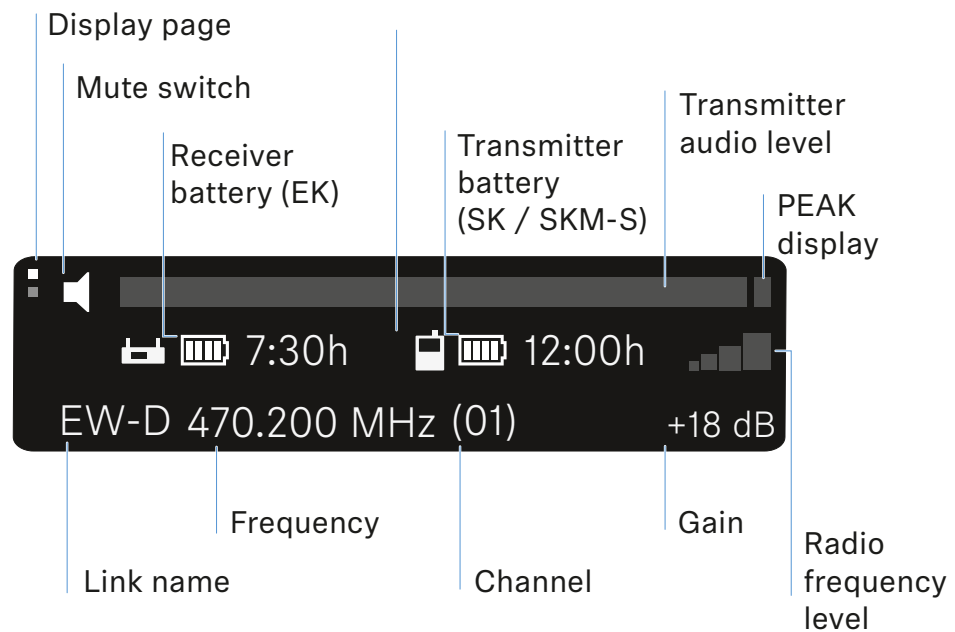 Display page
Mute switch
Receiver
battery (EK)
Transmitter
battery
(SK / SKM-S)
Transmitter
audio level
PEAK
display
7:30h
12:00h
EW-D 470.200 MHz (01)
+18 dB
Frequency
Gain
Link name
Channel
Radio
frequency
level